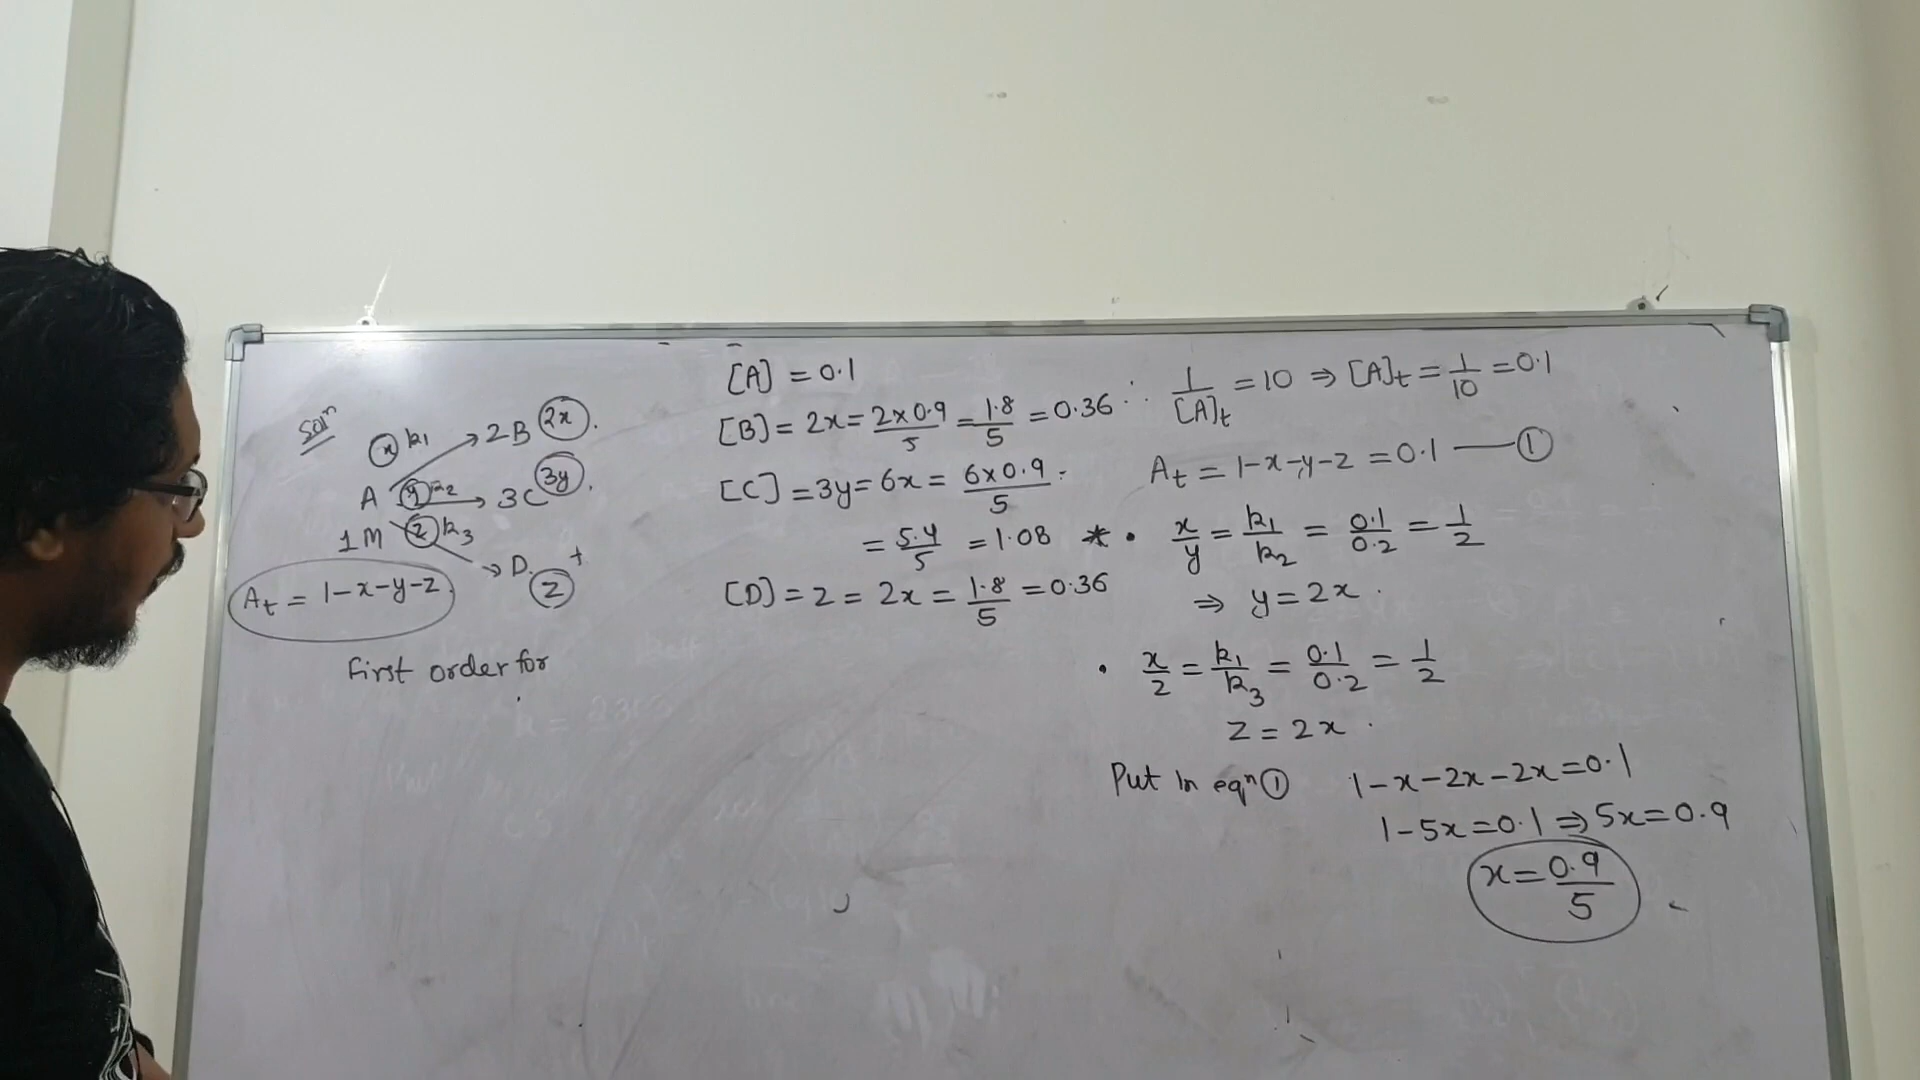 Soln
x k1 → 2B 2x .
A y k2 → 3C 3y .
1M z k3 → D. z +
At = 1-x-y-z
First order for
[A] = 0.1
[B] = 2x = 2×0.9/5 = 1.8/5 = 0.36
[C] = 3y = 6x = 6×0.9/5
= 5.4/5 = 1.08 *
[D] = z = 2x = 1.8/5 = 0.36
∵ 1/[A]t = 10 ⇒ [A]t = 1/10 = 0.1
At = 1-x-y-z = 0.1 — ①
• x/y = k1/k2 = 0.1/0.2 = 1/2
⇒ y = 2x .
• x/z = k1/k3 = 0.1/0.2 = 1/2
z = 2x .
Put in eqn ① 1-x-2x-2x = 0.1
1-5x = 0.1 ⇒ 5x = 0.9
x = 0.9/5